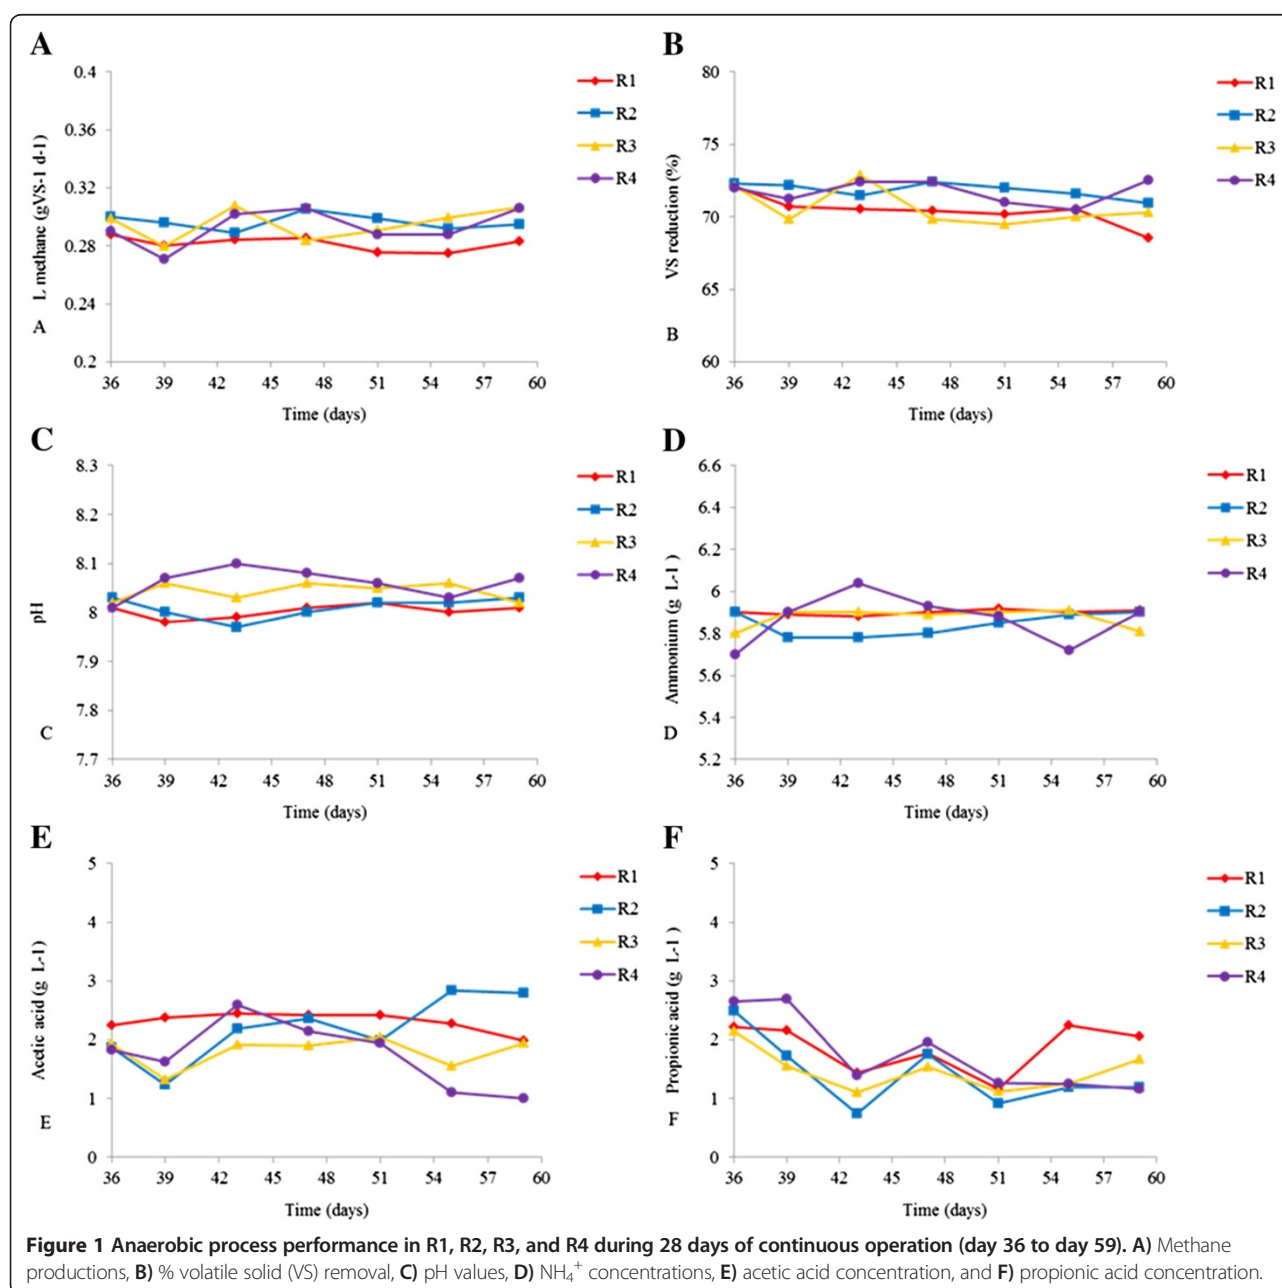 A
0.4
0.36
0.32
0.28
0.24
0.2
L methane (gVS-1 d-1)
A
36 39 42 45 48 51 54 57 60
Time (days)
R1
R2
R3
R4
B
80
75
70
65
60
VS reduction (%)
B
36 39 42 45 48 51 54 57 60
Time (days)
R1
R2
R3
R4
C
8.3
8.2
8.1
8
7.9
7.8
7.7
pH
C
36 39 42 45 48 51 54 57 60
Time (days)
R1
R2
R3
R4
D
6.6
6.4
6.2
6
5.8
5.6
5.4
5.2
Ammonium (g L-1 )
D
36 39 42 45 48 51 54 57 60
Time (days)
R1
R2
R3
R4
E
5
4
3
2
1
0
Acetic acid (g L-1)
E
36 39 42 45 48 51 54 57 60
Time (days)
R1
R2
R3
R4
F
5
4
3
2
1
0
Propionic acid (g L-1 )
F
36 39 42 45 48 51 54 57 60
Time (days)
R1
R2
R3
R4
Figure 1 Anaerobic process performance in R1, R2, R3, and R4 during 28 days of continuous operation (day 36 to day 59). A) Methane
productions, B) % volatile solid (VS) removal, C) pH values, D) NH₄⁺ concentrations, E) acetic acid concentration, and F) propionic acid concentration.